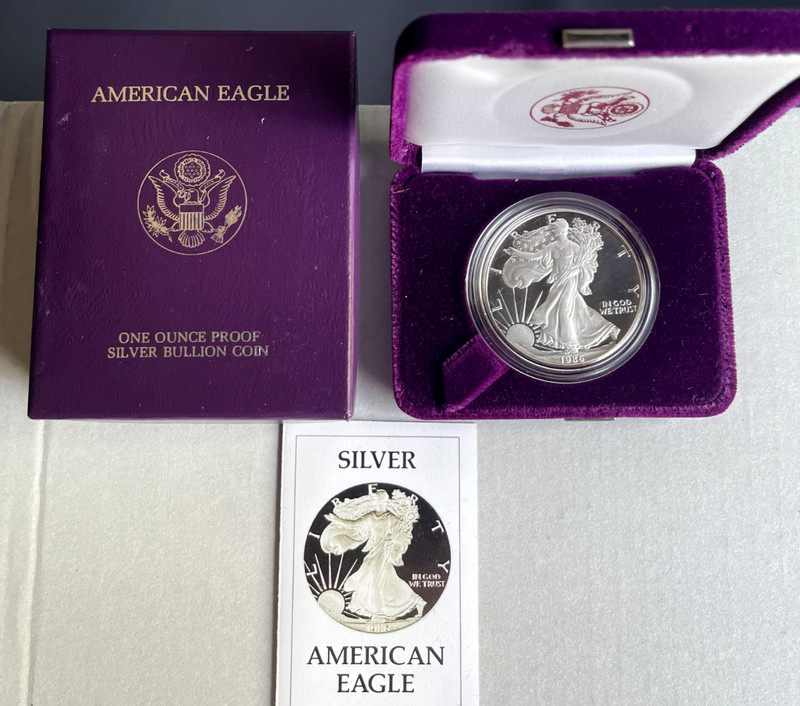 AMERICAN EAGLE
ONE OUNCE PROOF
SILVER BULLION COIN
LIBERTY
IN GOD
WE TRUST
1986
SILVER
LIBERTY
IN GOD
WE TRUST
AMERICAN
EAGLE